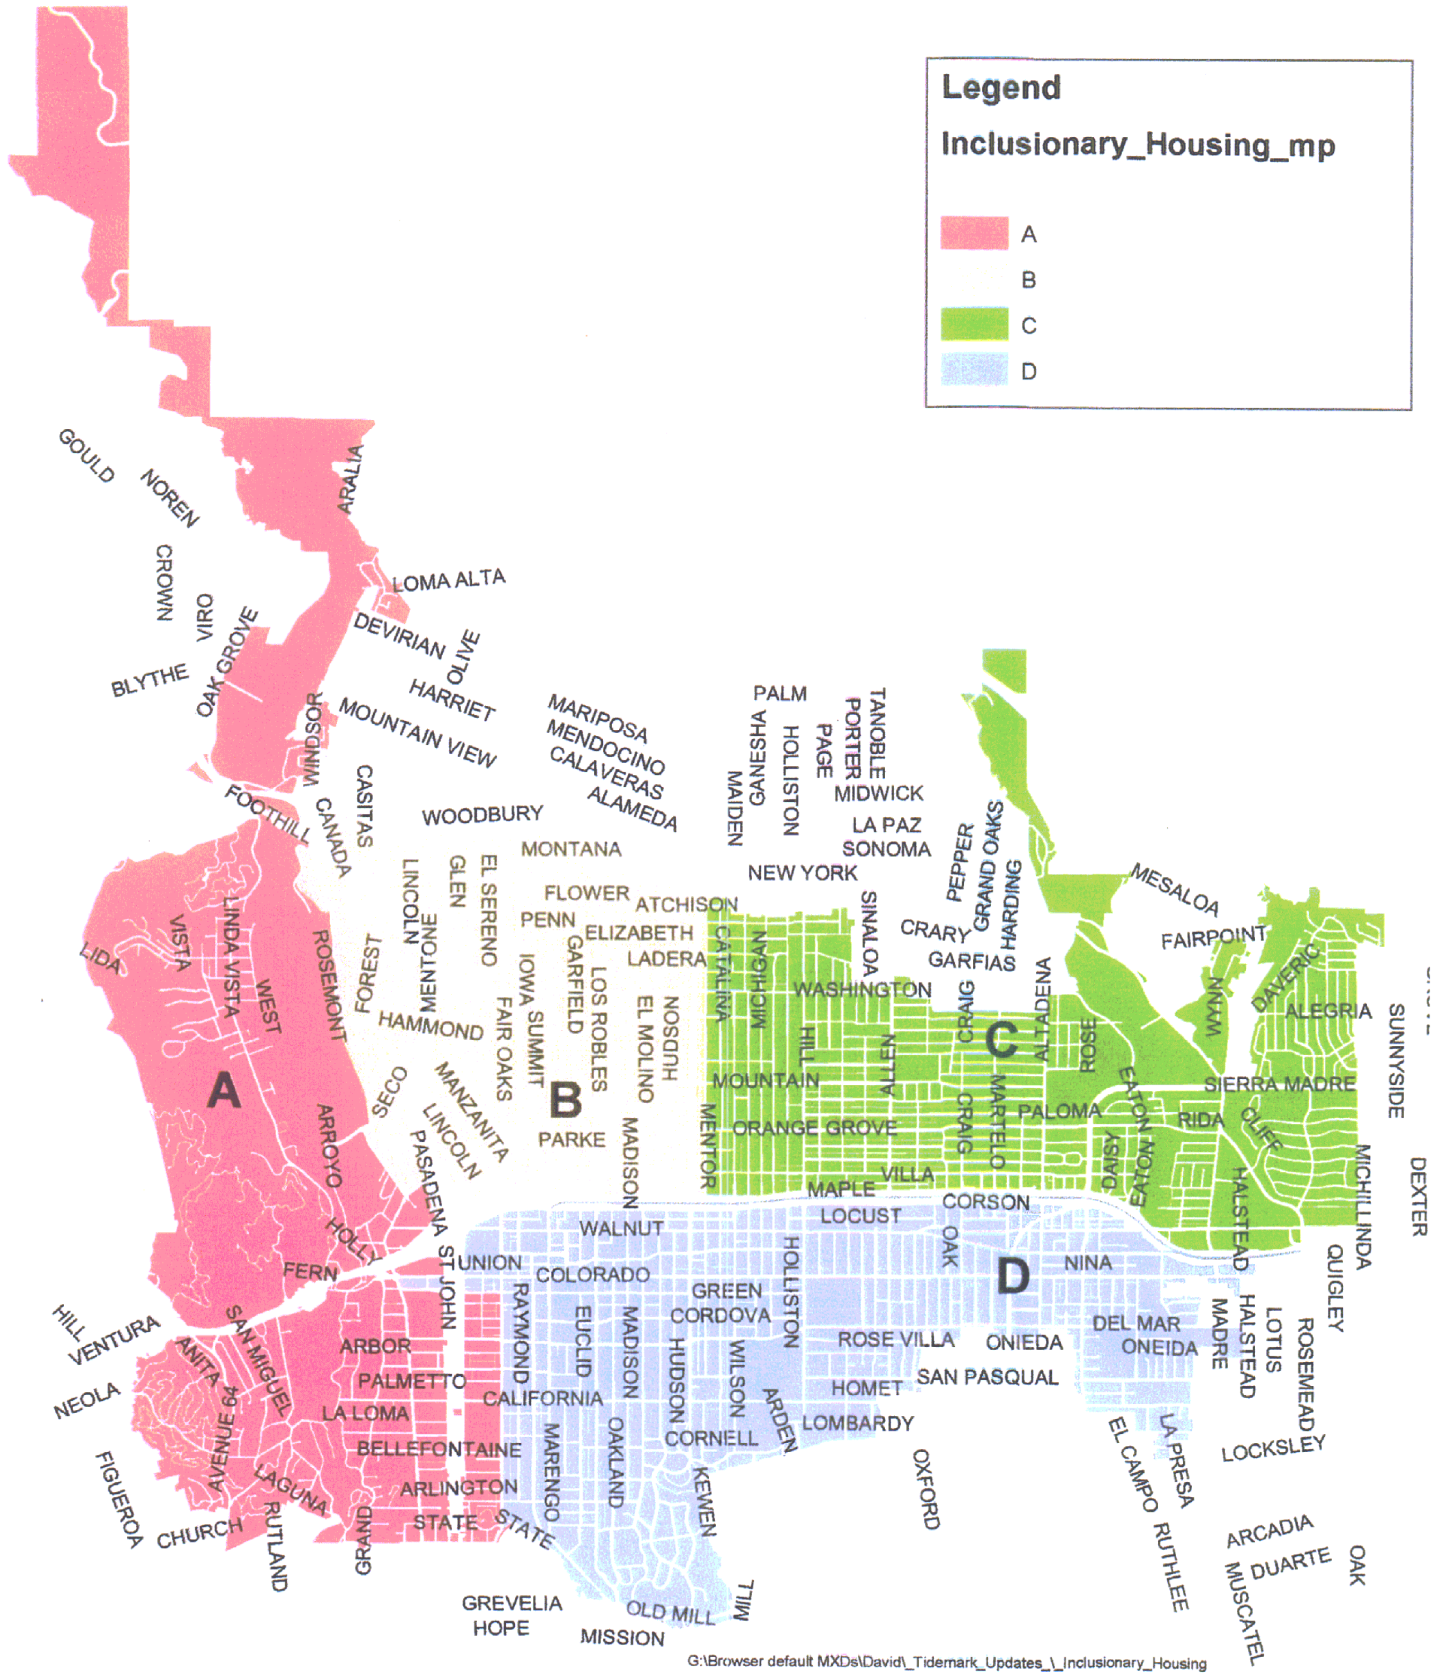 Legend
Inclusionary_Housing_mp
A
B
C
D
GOULD
NOREN
ARALIA
CROWN
VIRO
LOMA ALTA
DEVIRIAN
OLIVE
BLYTHE
OAK GROVE
HARRIET
WINDSOR
MOUNTAIN VIEW
MARIPOSA
MENDOCINO
CALAVERAS
ALAMEDA
PALM
GANESHA
HOLLISTON
PAGE
PORTER
TANOBLE
MAIDEN
MIDWICK
LA PAZ
SONOMA
NEW YORK
FOOTHILL
CANADA
CASITAS
WOODBURY
MONTANA
LINCOLN
GLEN
EL SERENO
MENTONE
FLOWER
ATCHISON
PENN
ELIZABETH
LADERA
PEPPER
GRAND OAKS
HARDING
MESALOA
SINALOA
CRARY
GARFIAS
FAIRPOINT
LIDA
VISTA
LINDA VISTA
WEST
ROSEMONT
FOREST
HAMMOND
IOWA
GARFIELD
LOS ROBLES
FAIR OAKS
SUMMIT
EL MOLINO
HUDSON
CATALINA
MICHIGAN
WASHINGTON
CRAIG
ALTADENA
WYNN
DAVERIC
ALEGRIA
SUNNYSIDE
HILL
ALLEN
C
ROSE
A
SECO
MANZANITA
B
MOUNTAIN
MARTELO
EATON
SIERRA MADRE
LINCOLN
PARKE
MADISON
MENTOR
ORANGE GROVE
CRAIG
PALOMA
RIDA
CLIFF
ARROYO
PASADENA
VILLA
DAISY
EATON
HALSTEAD
MICHILLINDA
DEXTER
MAPLE
CORSON
HOLLY
WALNUT
LOCUST
OAK
FERN
ST JOHN
UNION
COLORADO
HOLLISTON
D
NINA
QUIGLEY
HILL
VENTURA
SAN MIGUEL
RAYMOND
EUCLID
MADISON
GREEN
CORDOVA
DEL MAR
MADRE
HALSTEAD
LOTUS
ROSEMEAD
ANITA
ARBOR
HUDSON
WILSON
ROSE VILLA
ONIEDA
ONEIDA
NEOLA
AVENUE 64
PALMETTO
CALIFORNIA
ARDEN
HOMET
SAN PASQUAL
LA LOMA
LOMBARDY
BELLEFONTAINE
MARENGO
OAKLAND
CORNELL
EL CAMPO
LA PRESA
LOCKSLEY
FIGUEROA
LAGUNA
ARLINGTON
KEWEN
OXFORD
CHURCH
RUTLAND
GRAND
STATE
STATE
RUTHLEE
ARCADIA
DUARTE
OAK
MUSCATEL
GREVELIA
HOPE
OLD MILL
MILL
MISSION
G:\Browser default MXDs\David\_Tidemark_Updates_\_Inclusionary_Housing